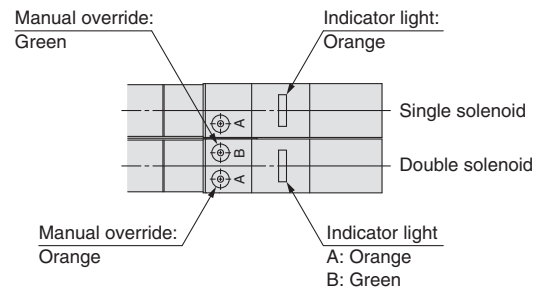 Manual override:
Green
Indicator light:
Orange
A
Single solenoid
B
Double solenoid
A
Manual override:
Orange
Indicator light
A: Orange
B: Green